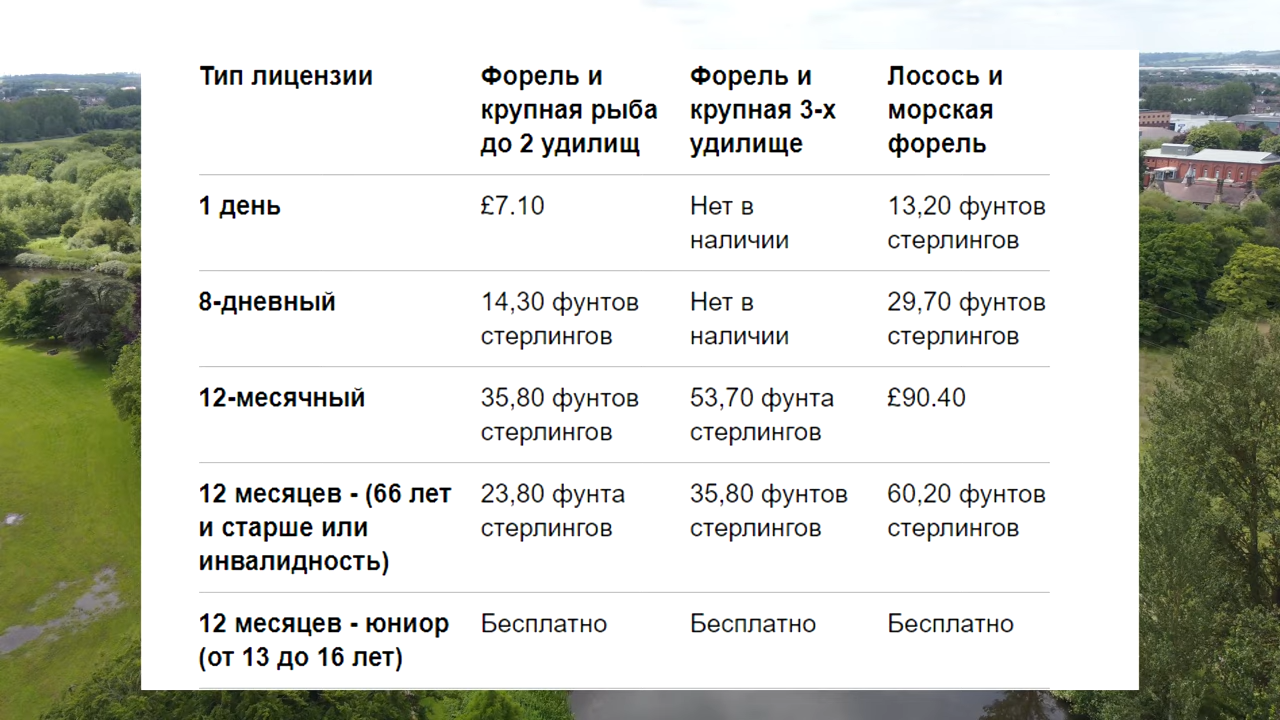 Тип лицензии
Форель и
крупная рыба
до 2 удилищ
Форель и
крупная 3-х
удилище
Лосось и
морская
форель
1 день
£7.10
Нет в
наличии
13,20 фунтов
стерлингов
8-дневный
14,30 фунтов
стерлингов
Нет в
наличии
29,70 фунтов
стерлингов
12-месячный
35,80 фунтов
стерлингов
53,70 фунта
стерлингов
£90.40
12 месяцев - (66 лет
и старше или
инвалидность)
23,80 фунта
стерлингов
35,80 фунтов
стерлингов
60,20 фунтов
стерлингов
12 месяцев - юниор
(от 13 до 16 лет)
Бесплатно
Бесплатно
Бесплатно